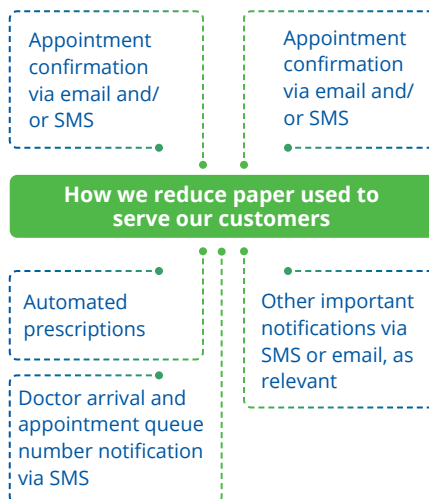 Appointment
confirmation
via email and/
or SMS
Appointment
confirmation
via email and/
or SMS
How we reduce paper used to
serve our customers
Automated
prescriptions
Other important
notifications via
SMS or email, as
relevant
Doctor arrival and
appointment queue
number notification
via SMS